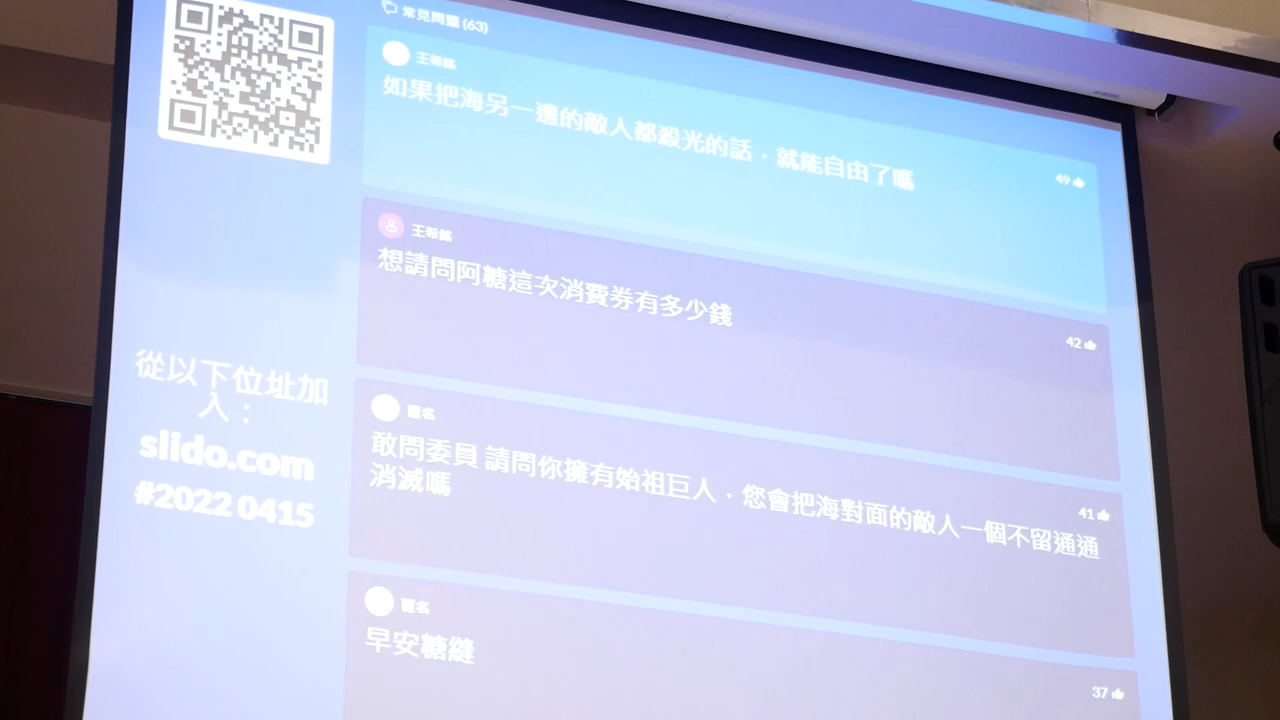 常見問題 (63)
王希銘
如果把海另一邊的敵人都殺光的話，就能自由了嗎
49
王希銘
想請問阿糖這次消費券有多少錢
42
匿名
敢問委員 請問你擁有始祖巨人，您會把海對面的敵人一個不留通通
消滅嗎
41
匿名
早安糖縫
37
從以下位址加
入：
slido.com
#2022 0415